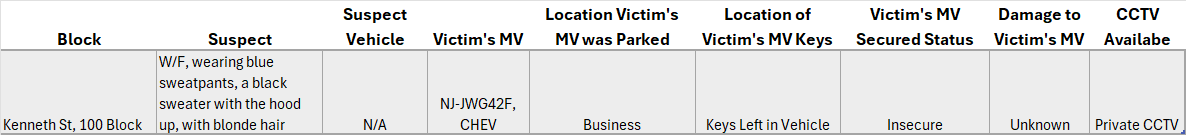 Block Suspect Suspect Vehicle Victim's MV Location Victim's MV was Parked Location of Victim's MV Keys Victim's MV Secured Status Damage to Victim's MV CCTV Availabe
Kenneth St, 100 Block
W/F, wearing blue
sweatpants, a black
sweater with the hood
up, with blonde hair
N/A
NJ-JWG42F,
CHEV
Business
Keys Left in Vehicle
Insecure
Unknown
Private CCTV